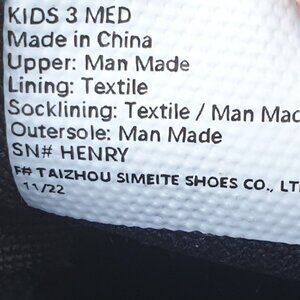 KIDS 3 MED
Made in China
Upper: Man Made
Lining: Textile
Socklining: Textile / Man Mad
Outersole: Man Made
SN# HENRY
F# TAIZHOU SIMEITE SHOES CO., LT
11/22